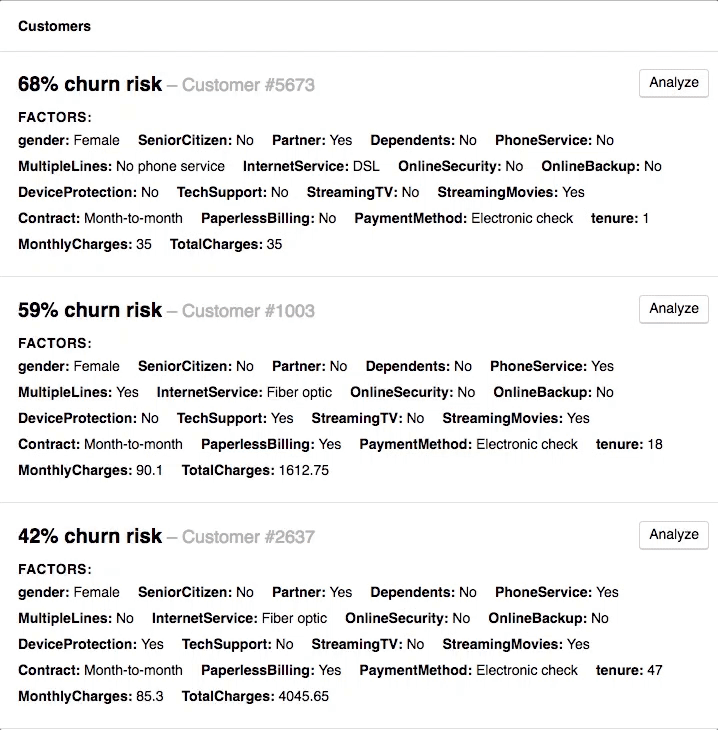 Customers
68% churn risk – Customer #5673
Analyze
FACTORS:
gender: Female SeniorCitizen: No Partner: Yes Dependents: No PhoneService: No
MultipleLines: No phone service InternetService: DSL OnlineSecurity: No OnlineBackup: No
DeviceProtection: No TechSupport: No StreamingTV: No StreamingMovies: Yes
Contract: Month-to-month PaperlessBilling: No PaymentMethod: Electronic check tenure: 1
MonthlyCharges: 35 TotalCharges: 35
59% churn risk – Customer #1003
Analyze
FACTORS:
gender: Female SeniorCitizen: No Partner: No Dependents: No PhoneService: Yes
MultipleLines: Yes InternetService: Fiber optic OnlineSecurity: No OnlineBackup: No
DeviceProtection: No TechSupport: Yes StreamingTV: No StreamingMovies: Yes
Contract: Month-to-month PaperlessBilling: Yes PaymentMethod: Electronic check tenure: 18
MonthlyCharges: 90.1 TotalCharges: 1612.75
42% churn risk – Customer #2637
Analyze
FACTORS:
gender: Female SeniorCitizen: No Partner: Yes Dependents: No PhoneService: Yes
MultipleLines: No InternetService: Fiber optic OnlineSecurity: No OnlineBackup: No
DeviceProtection: Yes TechSupport: No StreamingTV: No StreamingMovies: Yes
Contract: Month-to-month PaperlessBilling: Yes PaymentMethod: Electronic check tenure: 47
MonthlyCharges: 85.3 TotalCharges: 4045.65